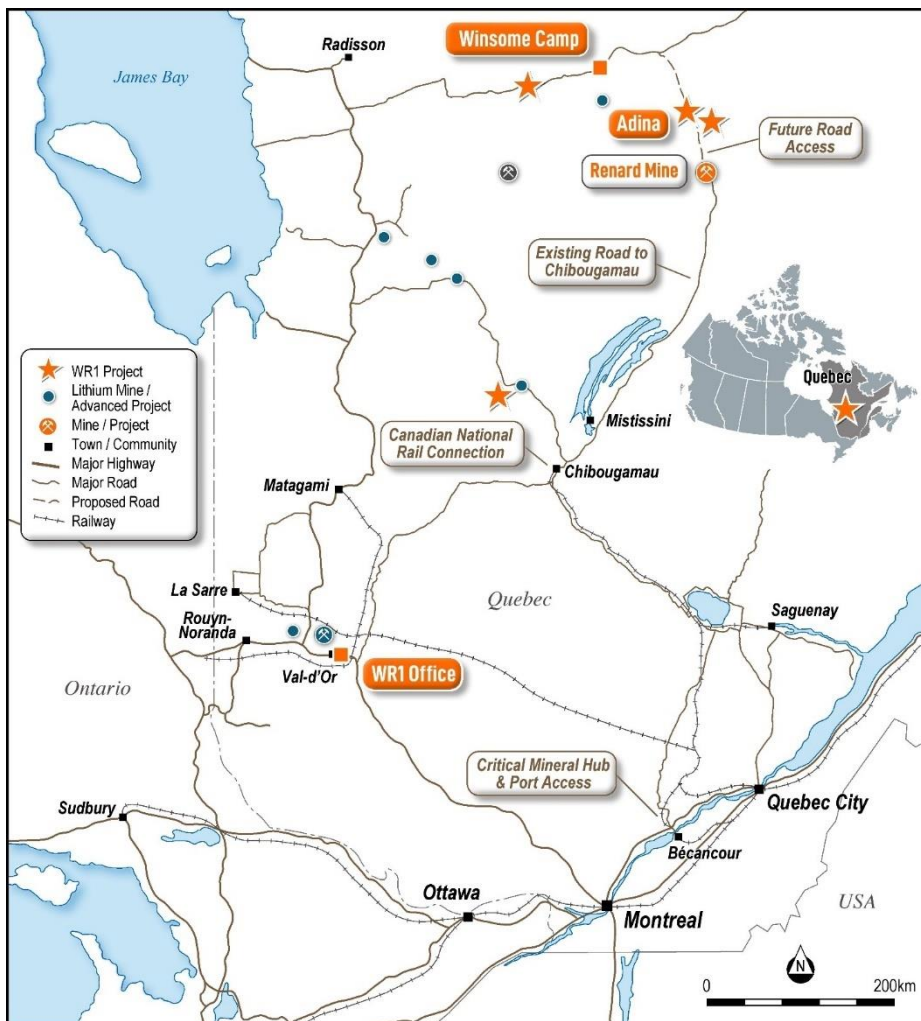 Winsome Camp
Radisson
James Bay
Adina
Future Road
Access
Renard Mine
Existing Road to
Chibougamau
WR1 Project
Lithium Mine /
Advanced Project
Mine / Project
Town / Community
Major Highway
Major Road
Proposed Road
Railway
Quebec
Mistissini
Canadian National
Rail Connection
Chibougamau
Matagami
La Sarre
Quebec
Saguenay
Rouyn-
Noranda
Val-d'Or
WR1 Office
Ontario
Critical Mineral Hub
& Port Access
Quebec City
Sudbury
Bécancour
Ottawa
Montreal
USA
N
0 200km